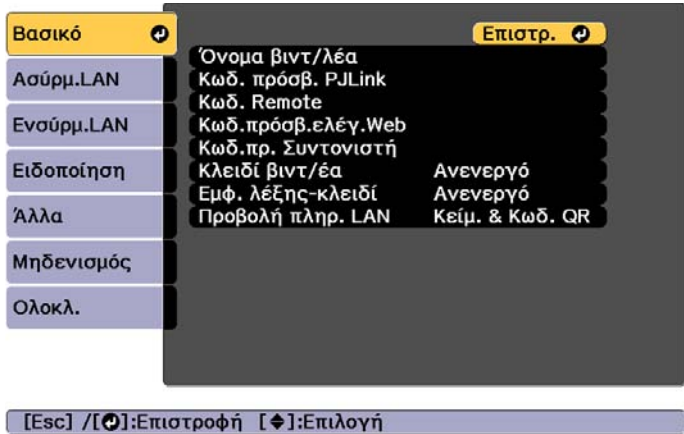 Βασικό
Ασύρμ.LAN
Ενσύρμ.LAN
Ειδοποίηση
Άλλα
Μηδενισμός
Ολοκλ.
Επιστρ.
Όνομα βιντ/λέα
Κωδ. πρόσβ. PJLink
Κωδ. Remote
Κωδ.πρόσβ.ελέγ.Web
Κωδ.πρ. Συντονιστή
Κλειδί βιντ/έα Ανενεργό
Εμφ. λέξης-κλειδί Ανενεργό
Προβολή πληρ. LAN Κείμ. & Κωδ. QR
[Esc] /[⏎]:Επιστροφή [◆]:Επιλογή